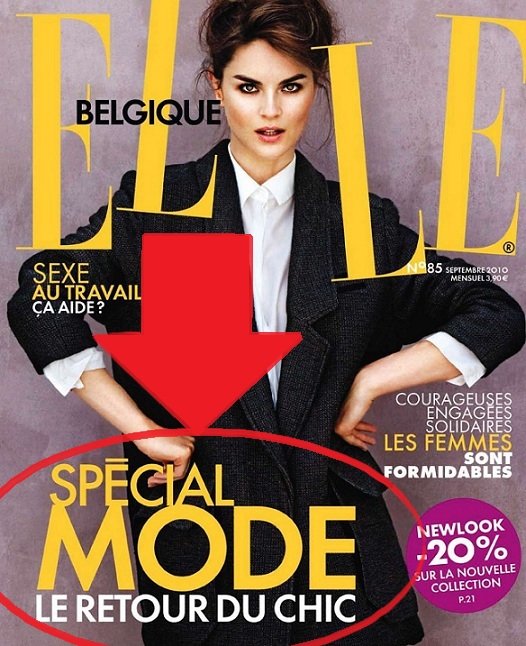 ELLE
BELGIQUE
N°85 SEPTEMBRE 2010
MENSUEL 3,90€
SEXE
AU TRAVAIL
ÇA AIDE?
COURAGEUSES
ENGAGÉES
SOLIDAIRES
LES FEMMES
SONT
FORMIDABLES
SPÉCIAL
MODE
LE RETOUR DU CHIC
NEWLOOK
-20%
SUR LA NOUVELLE
COLLECTION
P.21
®